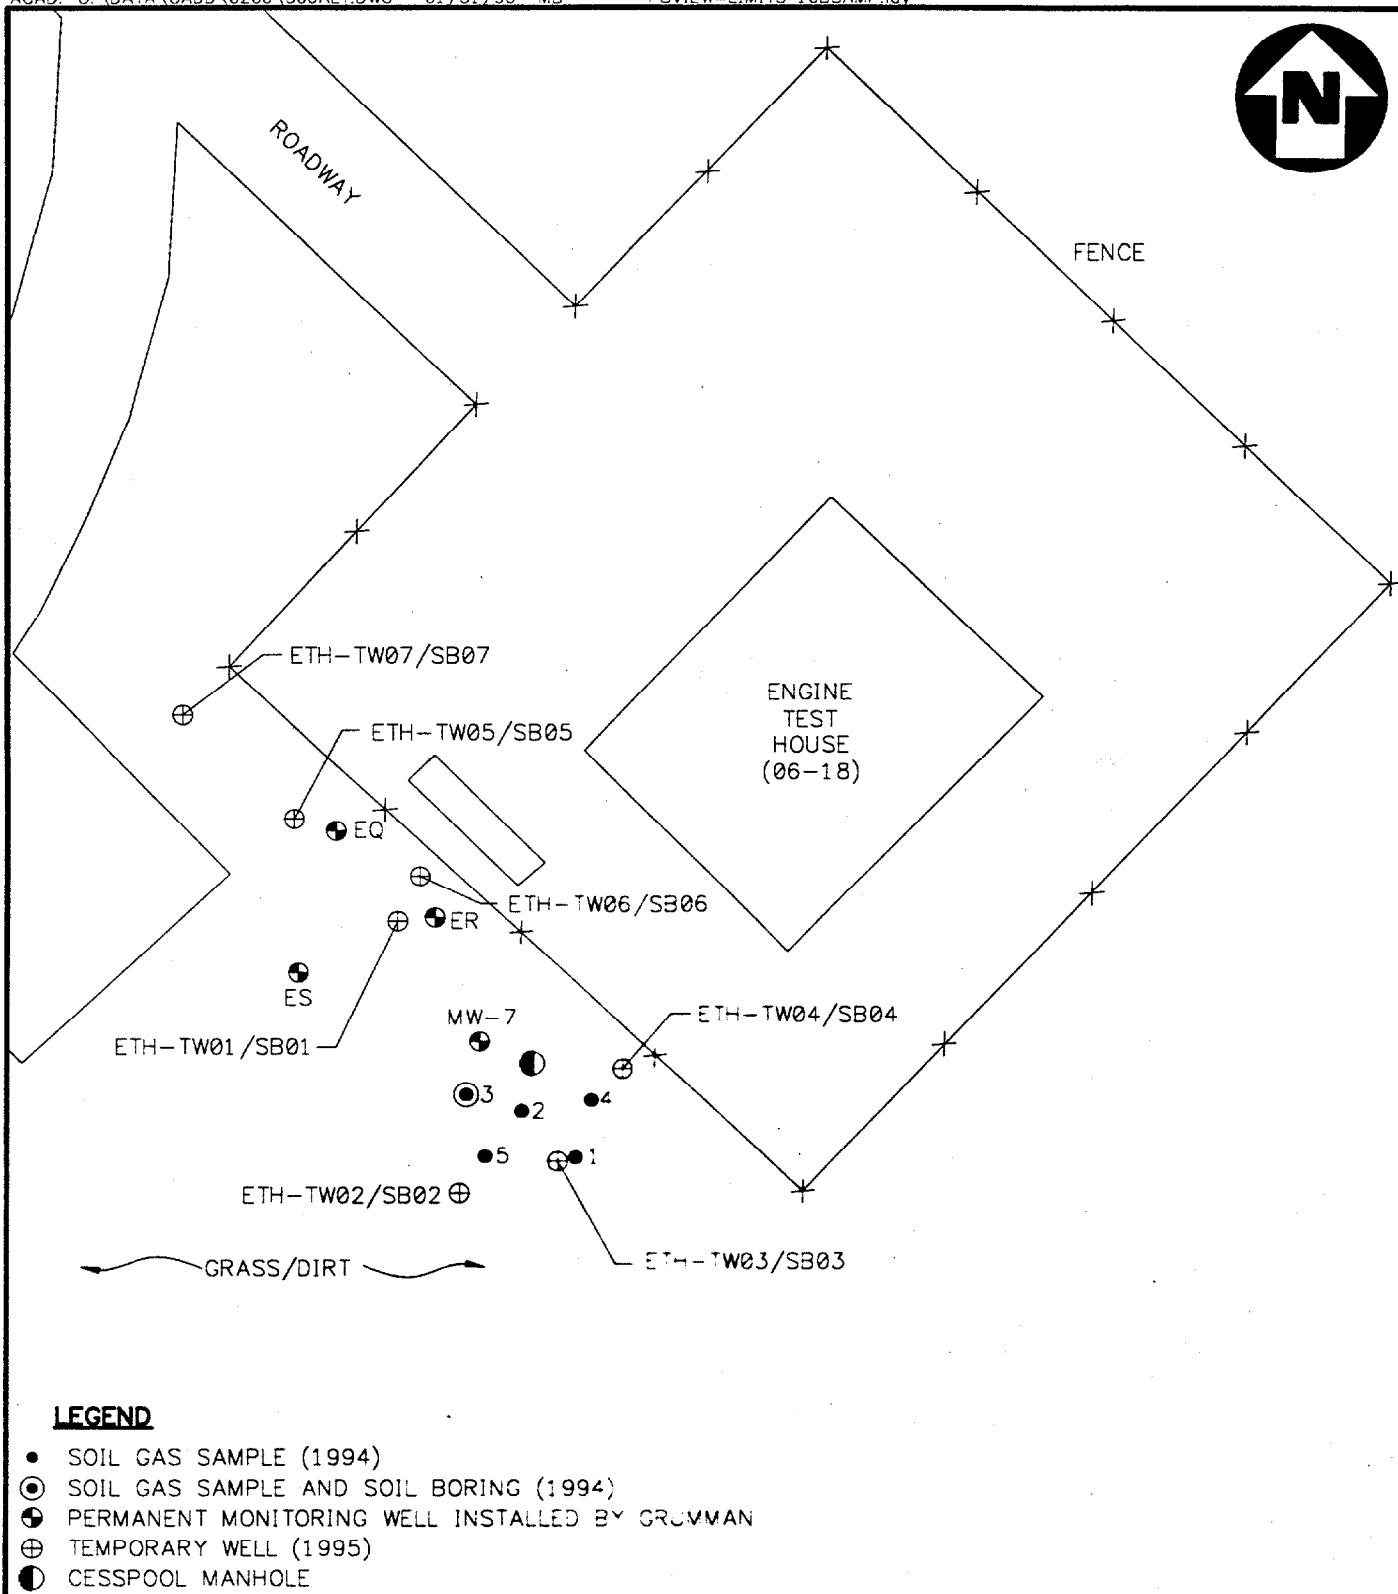 N
ROADWAY
FENCE
ETH-TW07/SB07
ENGINE
TEST
HOUSE
(06-18)
ETH-TW05/SB05
EQ
ETH-TW06/SB06
ER
ES
MW-7
ETH-TW04/SB04
ETH-TW01/SB01
3
4
2
5
1
ETH-TW02/SB02
ETH-TW03/SB03
GRASS/DIRT
LEGEND
SOIL GAS SAMPLE (1994)
SOIL GAS SAMPLE AND SOIL BORING (1994)
PERMANENT MONITORING WELL INSTALLED BY GRUMMAN
TEMPORARY WELL (1995)
CESSPOOL MANHOLE